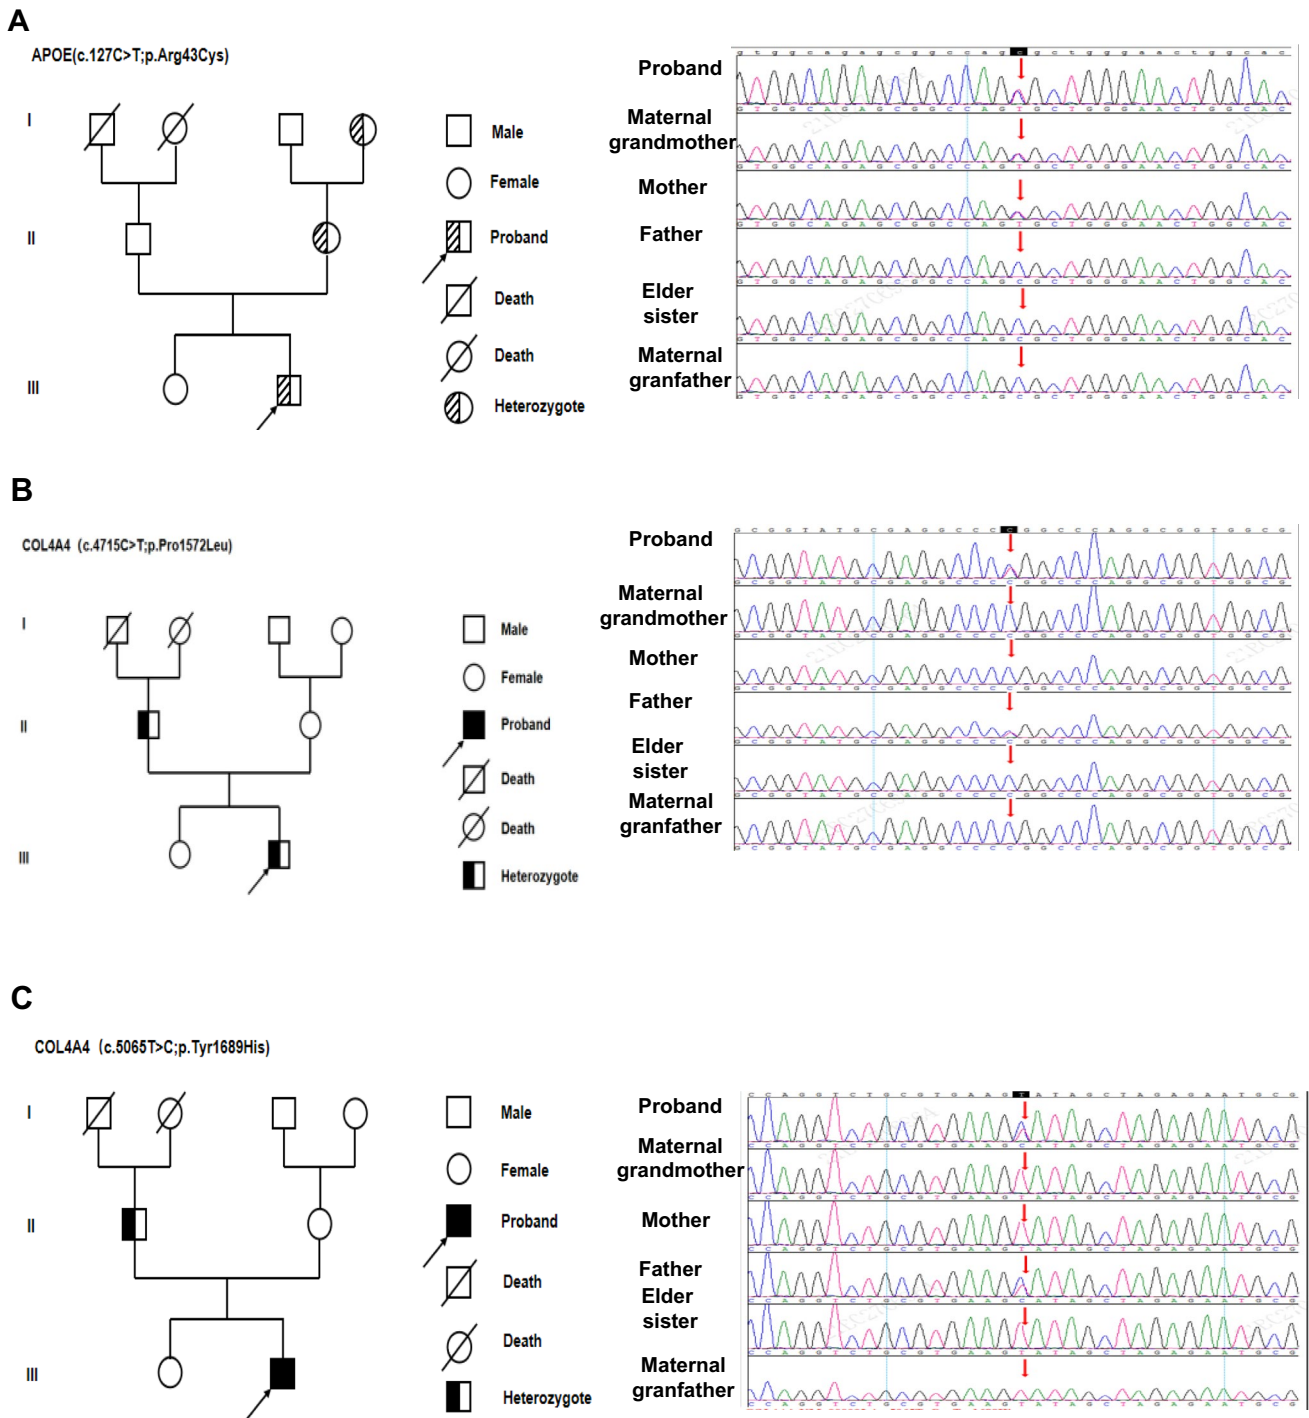 A
APOE(c.127C>T;p.Arg43Cys)
I
II
III
Male
Female
Proband
Death
Death
Heterozygote
Proband
Maternal
grandmother
Mother
Father
Elder
sister
Maternal
granfather
g t g g c a g a g c g g c c a g c g c t g g g a a c t g g c a c
G T G G C A G A G C G G C C A G T G C T G G G A A C T G G C A C
G T G G C A G A G C G G C C A G T G C T G G G A A C T G G C A C
G T G G C A G A G C G G C C A G T G C T G G G A A C T G G C A C
G T G G C A G A G C G G C C A G C G C T G G G A A C T G G C A C
G T G G C A G A G C G G C C A G C G C T G G G A A C T G G C A C
G T G G C A G A G C G G C C A G C G C T G G G A A C T G G C A C
B
COL4A4 (c.4715C>T;p.Pro1572Leu)
I
II
III
Male
Female
Proband
Death
Death
Heterozygote
Proband
Maternal
grandmother
Mother
Father
Elder
sister
Maternal
granfather
G C G G T A T G C G A G G C C C C G G C C C A G G C G G T G G C G
G C G G T A T G C G A G G C C C C G G C C C A G G C G G T G G C G
G C G G T A T G C G A G G C C C C G G C C C A G G C G G T G G C G
G C G G T A T G C G A G G C C C C G G C C C A G G C G G T G G C G
G C G G T A T G C G A G G C C C C G G C C C A G G C G G T G G C G
G C G G T A T G C G A G G C C C C G G C C C A G G C G G T G G C G
G C G G T A T G C G A G G C C C C G G C C C A G G C G G T G G C G
C
COL4A4 (c.5065T>C;p.Tyr1689His)
I
II
III
Male
Female
Proband
Death
Death
Heterozygote
Proband
Maternal
grandmother
Mother
Father
Elder
sister
Maternal
granfather
C C A G G T C T G C G T G A A G T A T A G C T A G A G A A T G C G
C C A G G T C T G C G T G A A G C A T A G C T A G A G A A T G C G
C C A G G T C T G C G T G A A G T A T A G C T A G A G A A T G C G
C C A G G T C T G C G T G A A G T A T A G C T A G A G A A T G C G
C C A G G T C T G C G T G A A G C A T A G C T A G A G A A T G C G
C C A G G T C T G C G T G A A G T A T A G C T A G A G A A T G C G
C C A G G T C T G C G T G A A G T A T A G C T A G A G A A T G C G